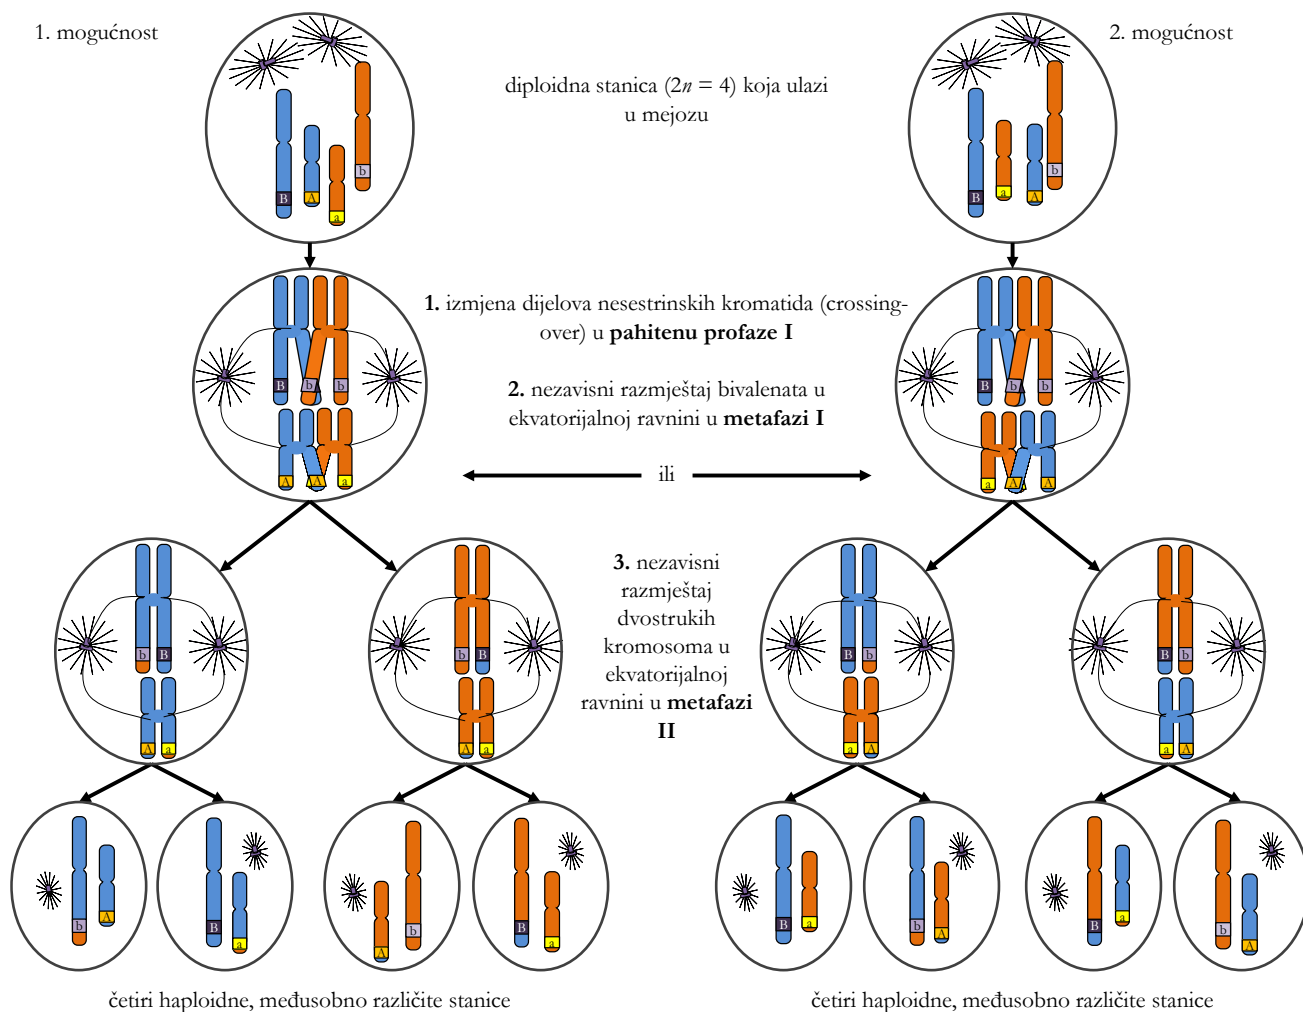 1. mogućnost
2. mogućnost
diploidna stanica (2n = 4) koja ulazi
u mejozu
B
A
a
b
B
a
A
b
1. izmjena dijelova nesestrinskih kromatida (crossing-
over) u pahitenu profaze I
2. nezavisni razmještaj bivalenata u
ekvatorijalnoj ravnini u metafazi I
ili
B b b
A A a
B b b
a A A
3. nezavisni
razmještaj
dvostrukih
kromosoma u
ekvatorijalnoj
ravnini u metafazi
II
b B
A a
b B
A a
B b
a A
B b
a A
b A
B a
A b
B a
B a
b A
B a
b A
četiri haploidne, međusobno različite stanice
četiri haploidne, međusobno različite stanice